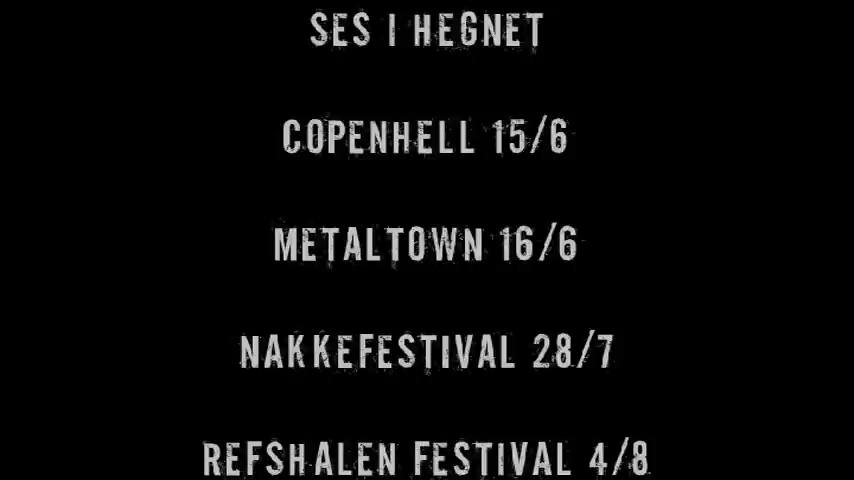 SES I HEGNET
COPENHELL 15/6
METALTOWN 16/6
NAKKEFESTIVAL 28/7
REFSHALEN FESTIVAL 4/8